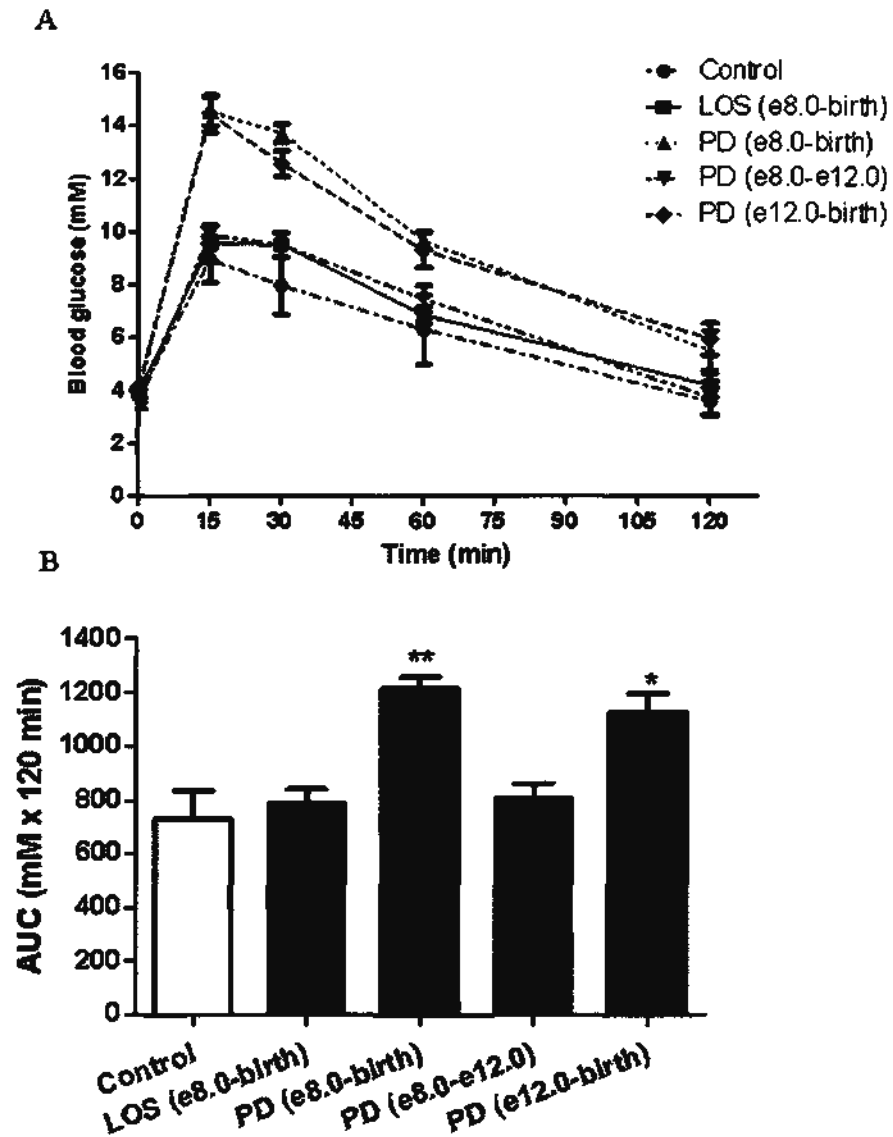 A
16
14
12
10
8
6
4
2
0
Blood glucose (mM)
0 15 30 45 60 75 90 105 120
Time (min)
Control
LOS (e8.0-birth)
PD (e8.0-birth)
PD (e8.0-e12.0)
PD (e12.0-birth)
B
1400
1200
1000
800
600
400
200
0
AUC (mM x 120 min)
**
*
Control
LOS (e8.0-birth)
PD (e8.0-birth)
PD (e8.0-e12.0)
PD (e12.0-birth)